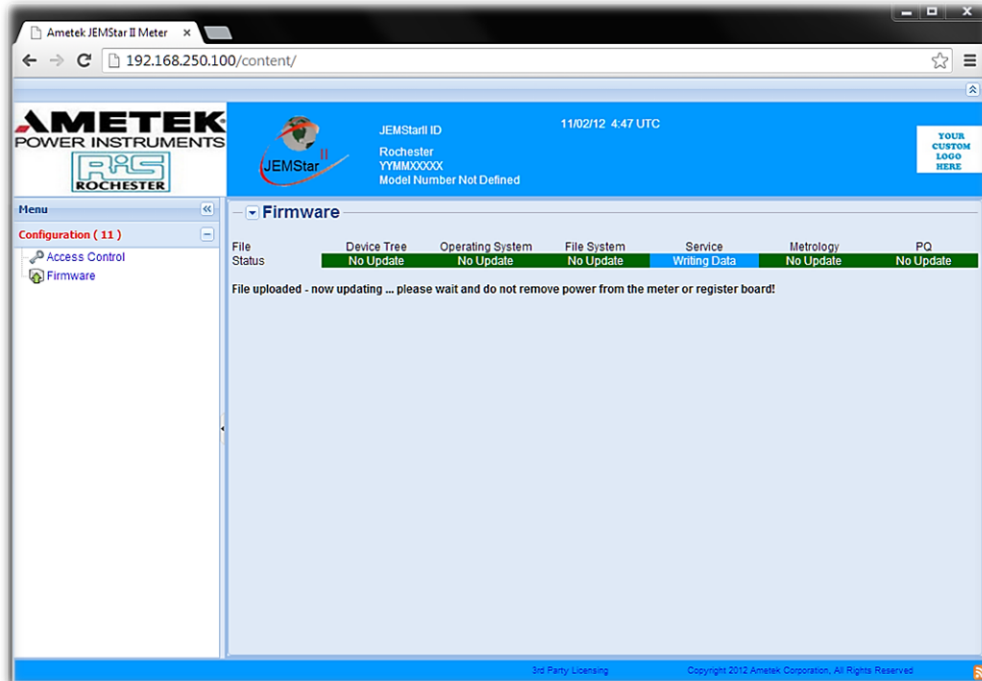 Ametek JEMStar II Meter
192.168.250.100/content/
AMETEK
POWER INSTRUMENTS
RiS
ROCHESTER
JEMStar II
JEMStarII ID
Rochester
YYMMXXXX
Model Number Not Defined
11/02/12 4:47 UTC
YOUR
CUSTOM
LOGO
HERE
Menu
Configuration ( 11 )
Access Control
Firmware
Firmware
File Device Tree Operating System File System Service Metrology PQ
Status No Update No Update No Update Writing Data No Update No Update
File uploaded - now updating ... please wait and do not remove power from the meter or register board!
3rd Party Licensing Copyright 2012 Ametek Corporation, All Rights Reserved